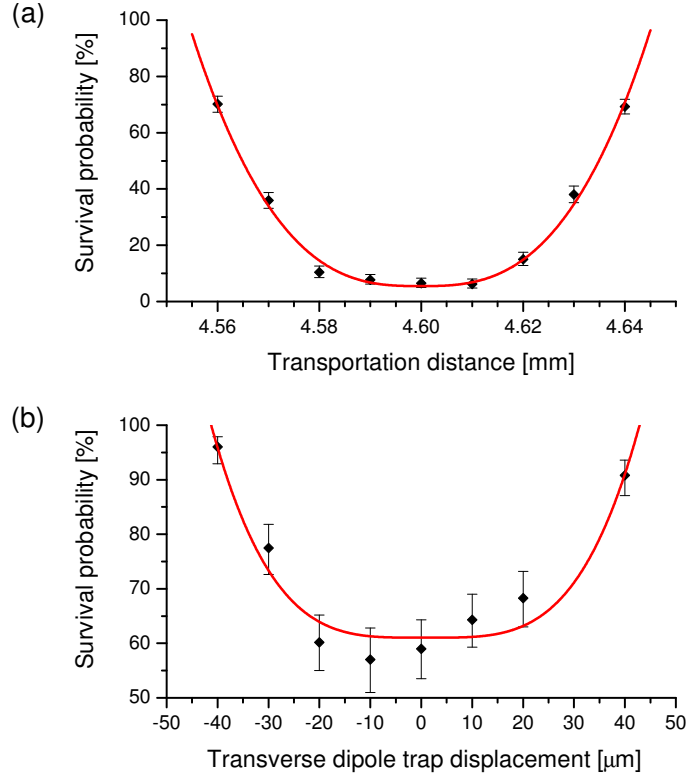 (a)
Survival probability [%]
100
80
60
40
20
0
4.56 4.58 4.60 4.62 4.64
Transportation distance [mm]
(b)
Survival probability [%]
100
90
80
70
60
50
-50 -40 -30 -20 -10 0 10 20 30 40 50
Transverse dipole trap displacement [μm]